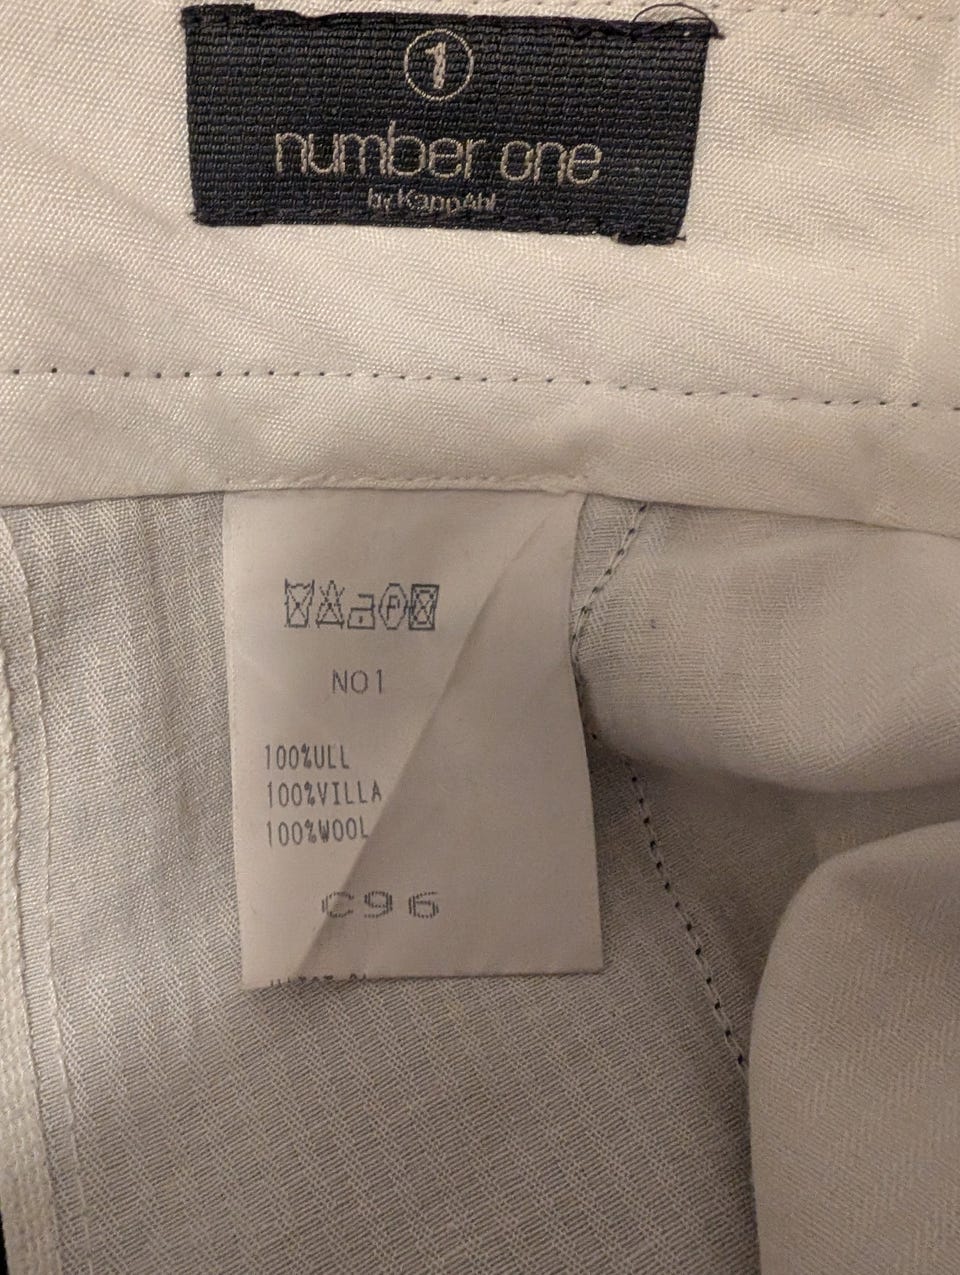 1
number one
by KappAhl
P
NO1
100%ULL
100%VILLA
100%WOOL
C96